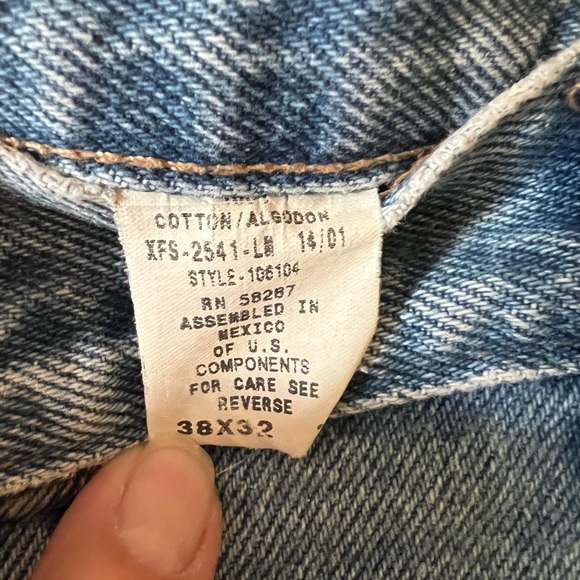 COTTON/ALGODON
XFS-2541-LM 14/01
STYLE-106104
RN 58287
ASSEMBLED IN
MEXICO
OF U.S.
COMPONENTS
FOR CARE SEE
REVERSE
38X32